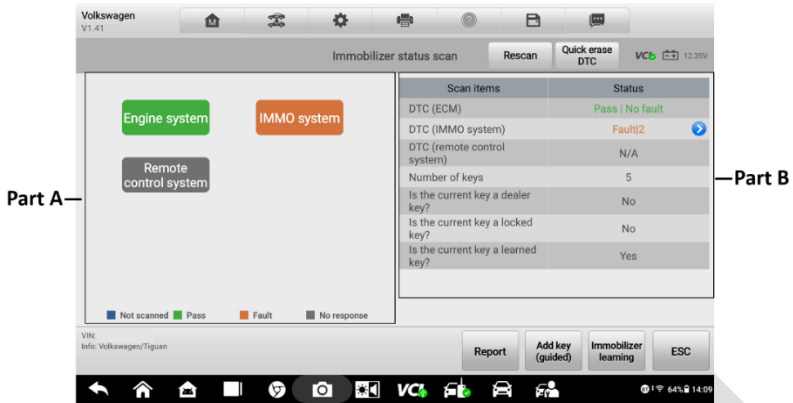 Volkswagen
V1.41
M
?
Immobilizer status scan
Rescan
Quick erase
DTC
VCI
12.35V
Engine system
IMMO system
Remote
control system
Part A
Not scanned
Pass
Fault
No response
Scan items Status
DTC (ECM) Pass | No fault
DTC (IMMO system) Fault|2
DTC (remote control
system) N/A
Number of keys 5
Is the current key a dealer
key? No
Is the current key a locked
key? No
Is the current key a learned
key? Yes
Part B
VIN:
Info: Volkswagen/Tiguan
Report
Add key
(guided)
Immobilizer
learning
ESC
VCI
64%
14:09